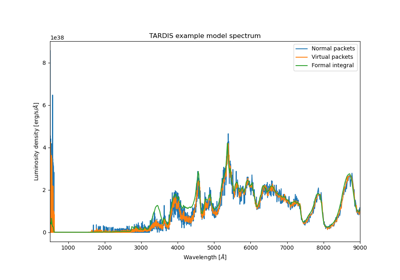 TARDIS example model spectrum
1e38
Normal packets
Virtual packets
Formal integral
8
6
4
2
0
Luminosity density [erg/s/Å]
1000 2000 3000 4000 5000 6000 7000 8000 9000
Wavelength [Å]